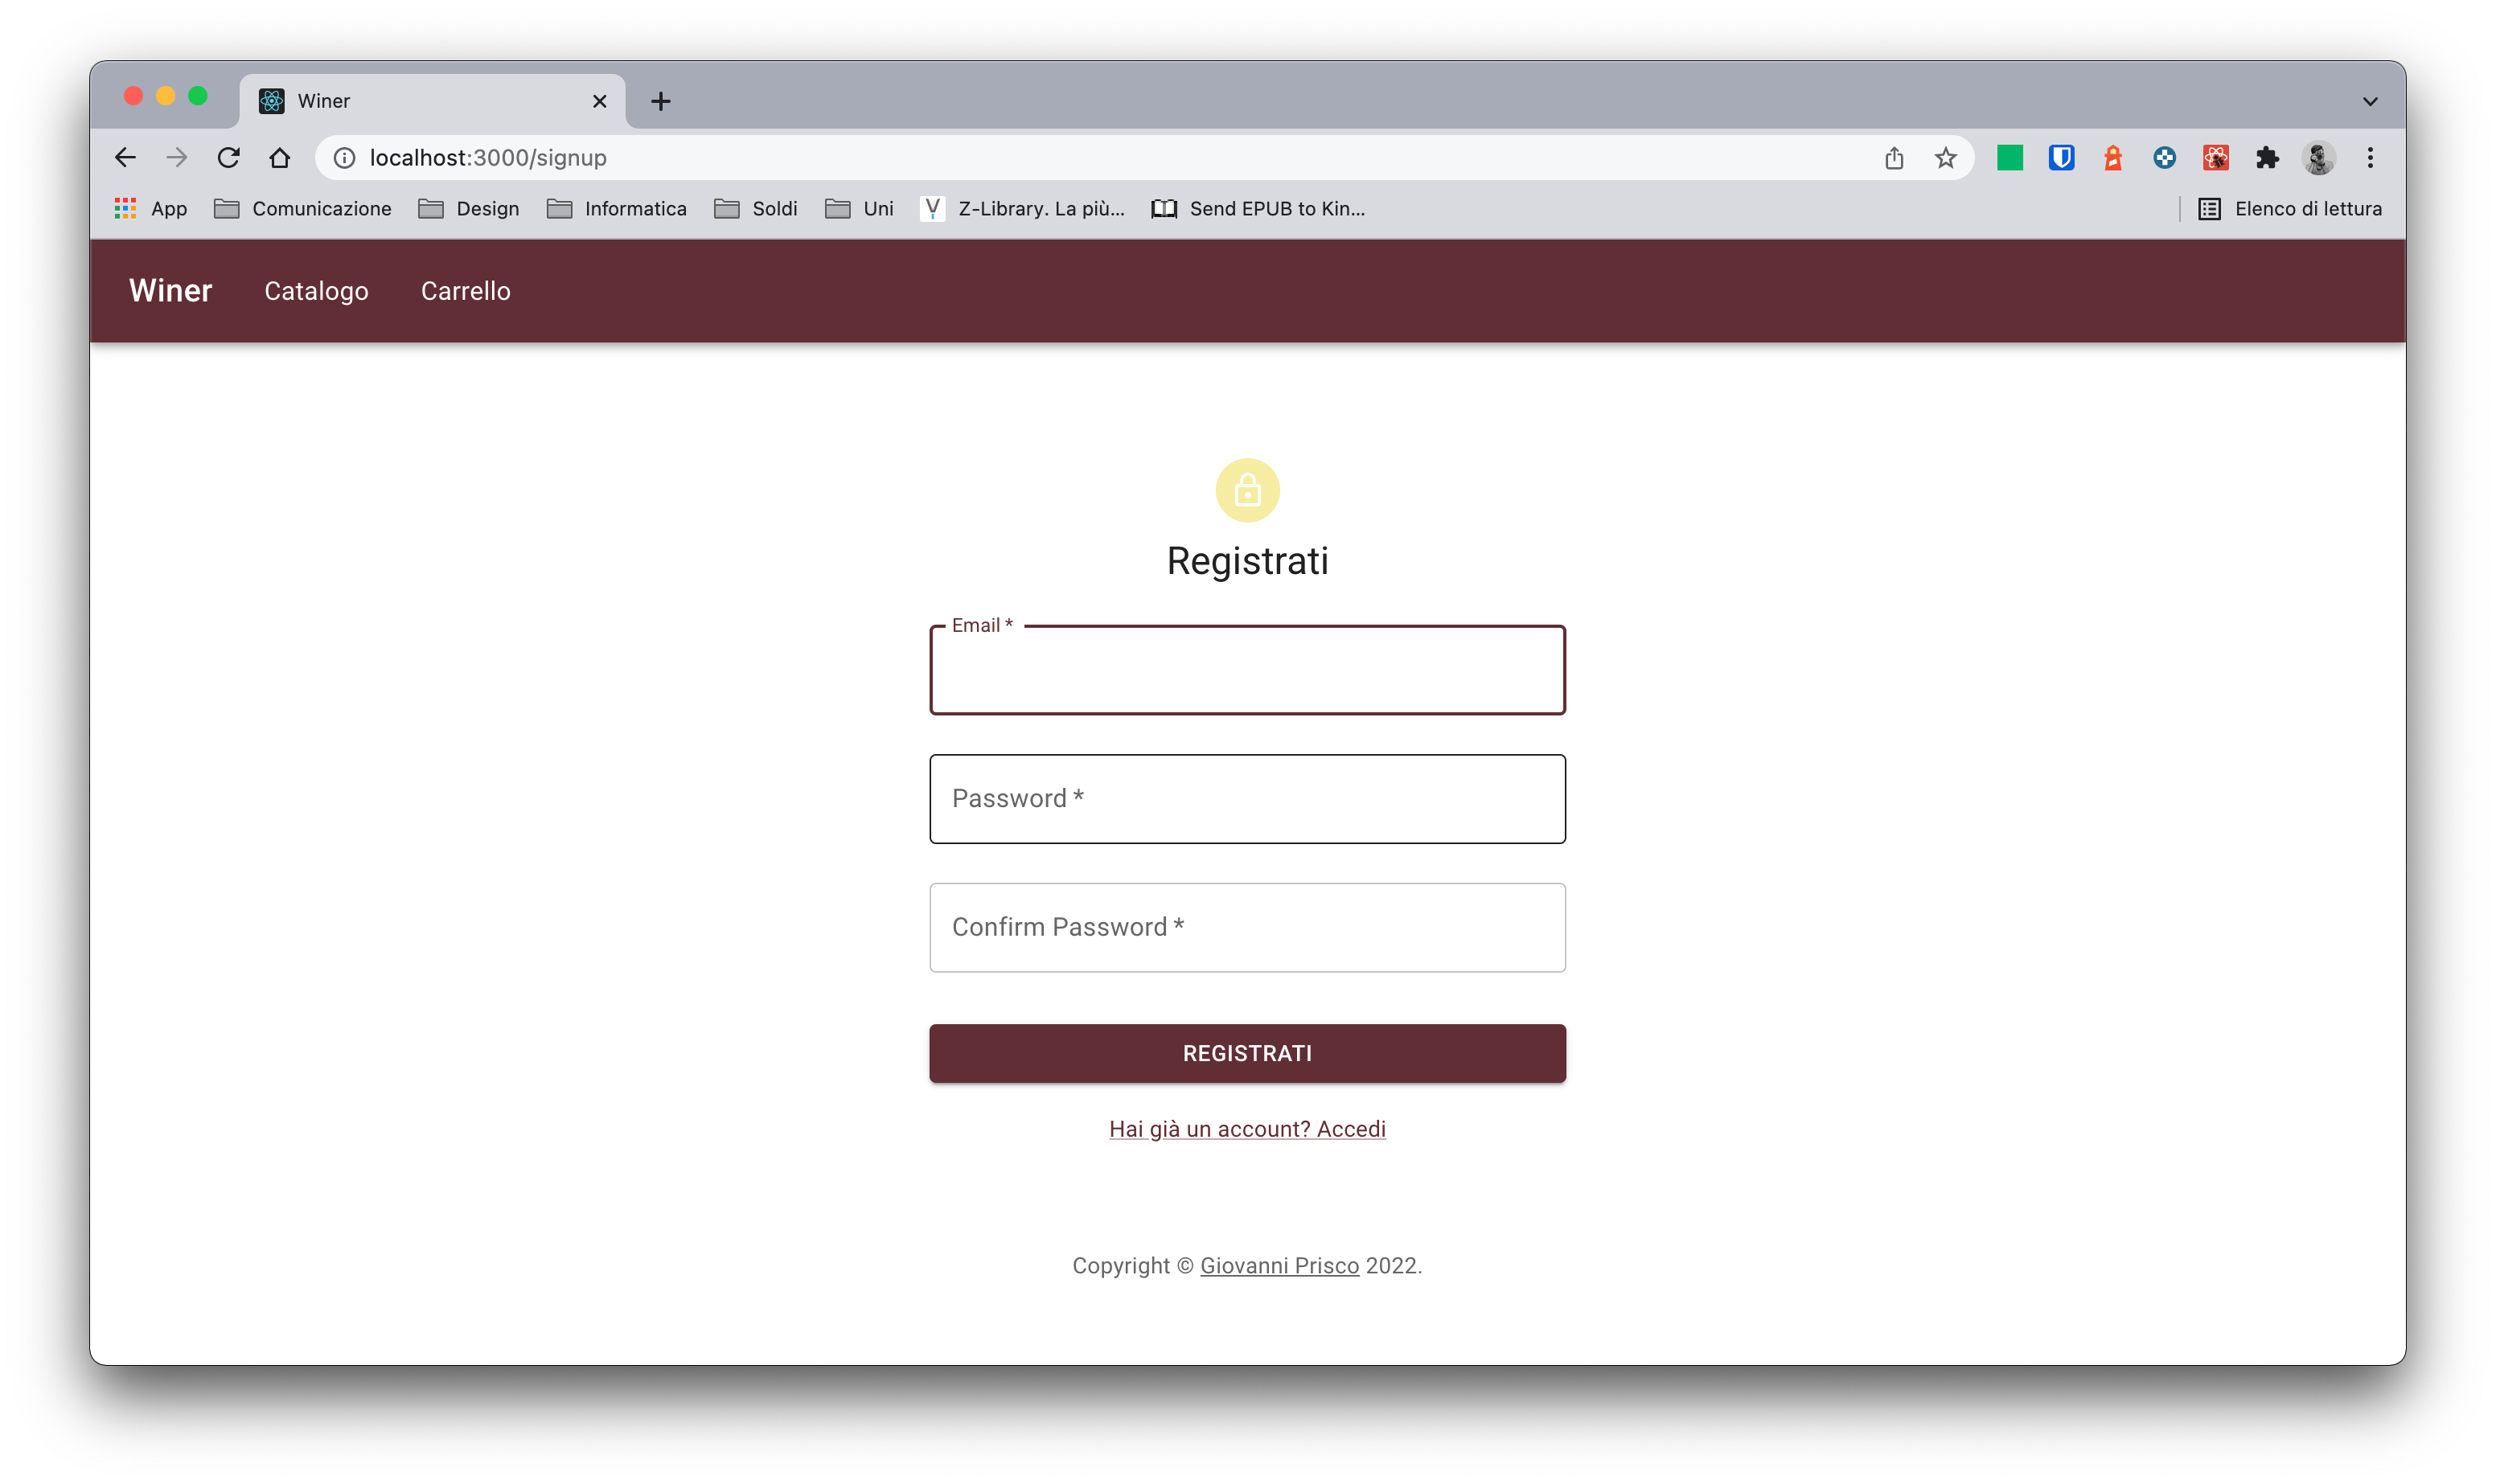 Winer
localhost:3000/signup
App Comunicazione Design Informatica Soldi Uni Z-Library. La più... Send EPUB to Kin... Elenco di lettura
Winer Catalogo Carrello
Registrati
Email *
Password *
Confirm Password *
REGISTRATI
Hai già un account? Accedi
Copyright © Giovanni Prisco 2022.